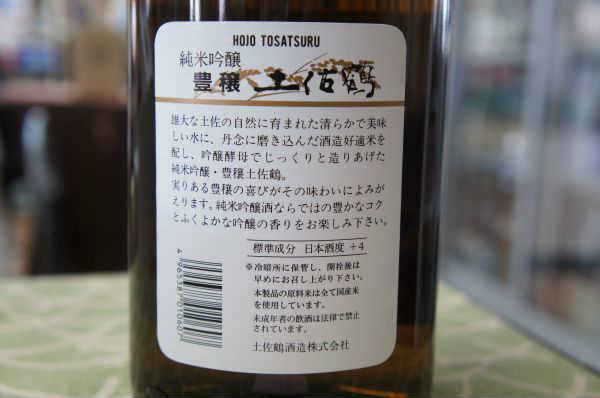 HOJO TOSATSURU
純米吟醸
豊穣 土佐鶴
雄大な土佐の自然に育まれた清らかで美味
しい水に、丹念に磨き込んだ酒造好適米を
配し、吟醸酵母でじっくりと造りあげた
純米吟醸・豊穣土佐鶴。
実りある豊穣の喜びがその味わいによみが
えります。純米吟醸酒ならではの豊かなコク
とふくよかな吟醸の香りをお楽しみ下さい。
標準成分 日本酒度 +4
※冷暗所に保管し、開栓後は
早めにお召し上がり下さい。
本製品の原料米は全て国産米
を使用しています。
未成年者の飲酒は法律で禁止
されています。
土佐鶴酒造株式会社